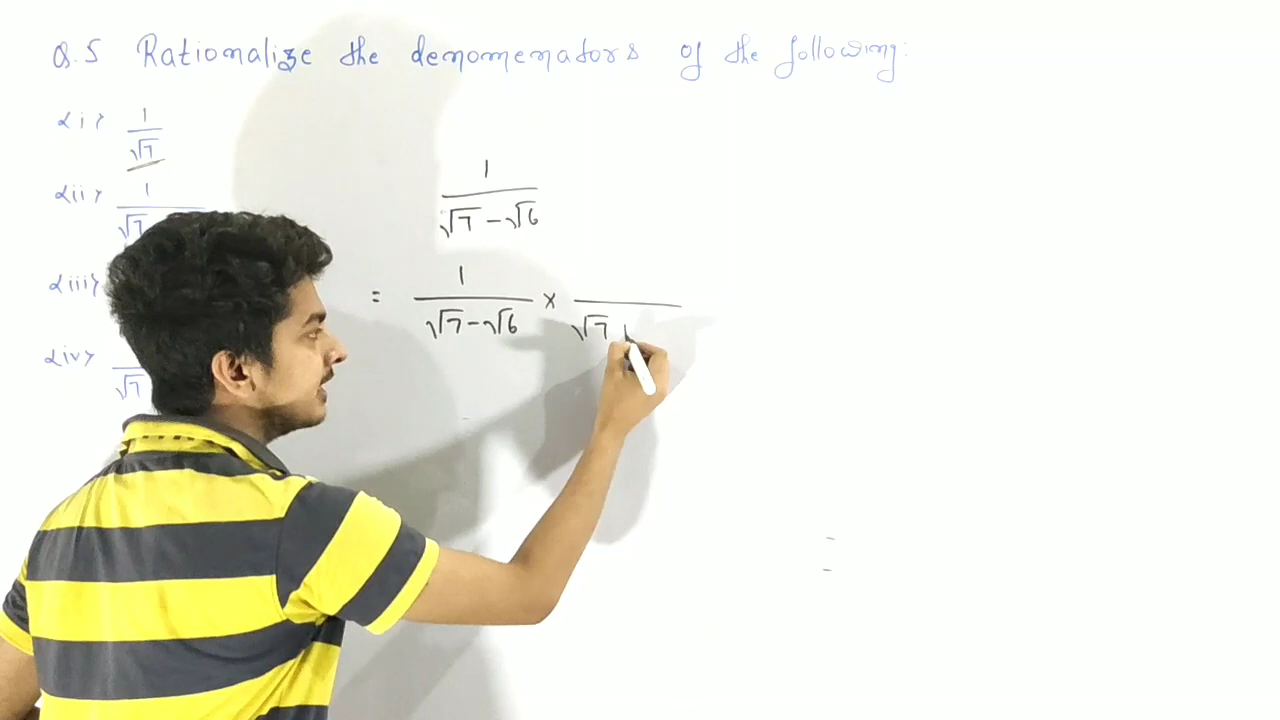 Q.5 Rationalize the denomenators of the following:
(i) 1/√7
(ii) 1/√7
(iii)
(iv) √7
1/(√7 - √6)
= 1/(√7 - √6) × /√7
=